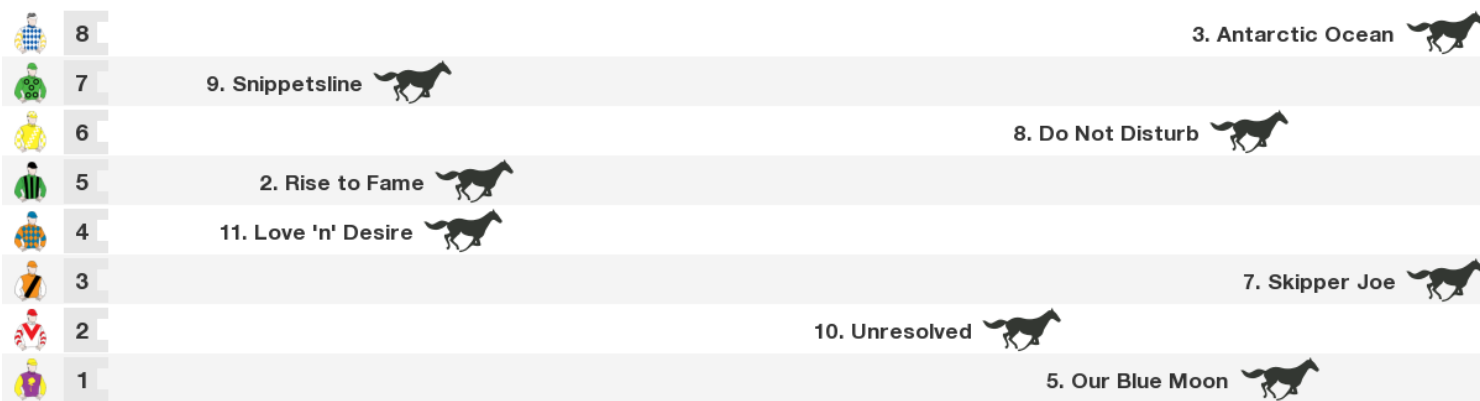 8 3. Antarctic Ocean
7 9. Snippetsline
6 8. Do Not Disturb
5 2. Rise to Fame
4 11. Love 'n' Desire
3 7. Skipper Joe
2 10. Unresolved
1 5. Our Blue Moon